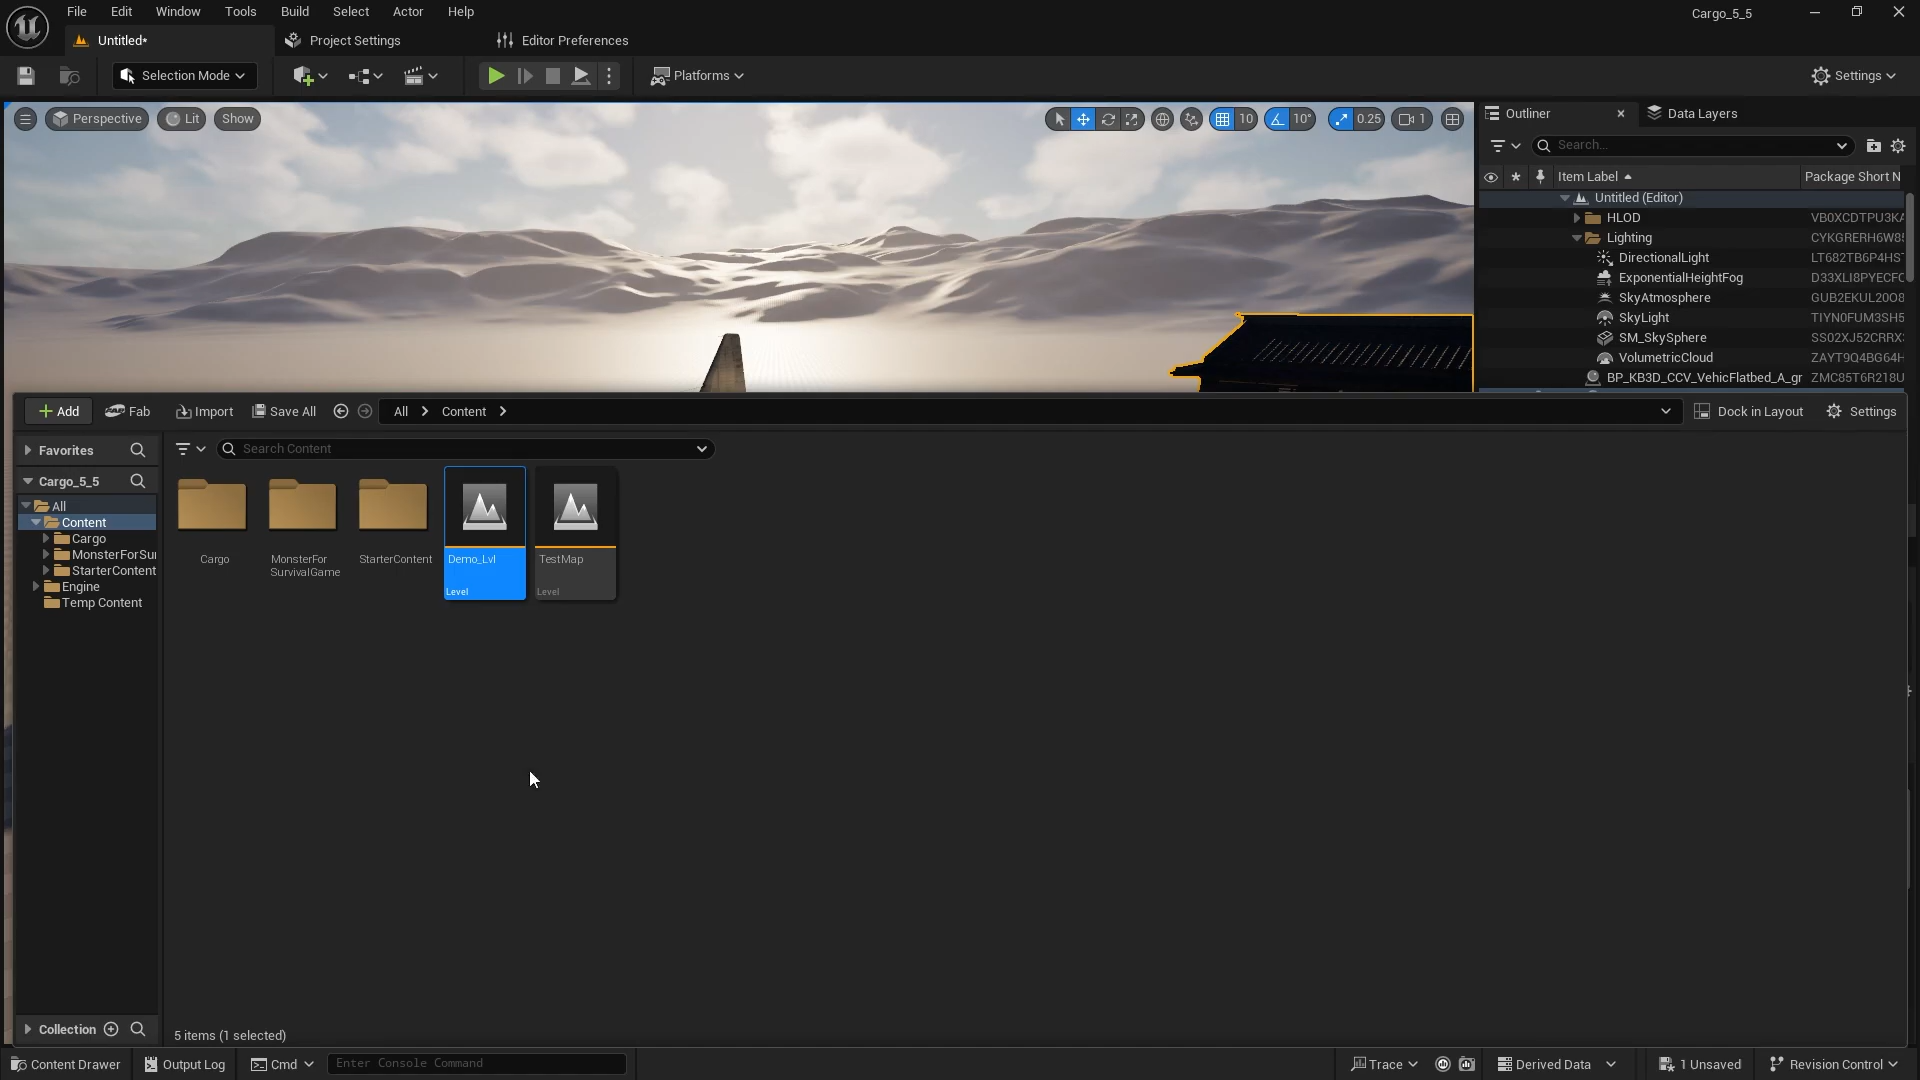 File Edit Window Tools Build Select Actor Help
Cargo_5_5
Untitled*
Project Settings
Editor Preferences
Selection Mode
Platforms
Settings
Perspective
Lit
Show
10
10°
0.25
1
Outliner
Data Layers
Search...
Item Label
Package Short N
Untitled (Editor)
HLOD VB0XCDTPU3KA
Lighting CYKGRERH6W8
DirectionalLight LT682TB6P4HS
ExponentialHeightFog D33XLI8PYECFC
SkyAtmosphere GUB2EKUL20O8
SkyLight TIYN0FUM3SH5
SM_SkySphere SS02XJ52CRRX
VolumetricCloud ZAYT9Q4BG64H
BP_KB3D_CCV_VehicFlatbed_A_gr ZMC85T6R218U
Add
Fab
Import
Save All
All
Content
Dock in Layout
Settings
Favorites
Search Content
Cargo_5_5
All
Content
Cargo
MonsterForSur
StarterContent
Engine
Temp Content
Cargo
MonsterFor
SurvivalGame
StarterContent
Demo_Lvl
Level
TestMap
Level
Collection
5 items (1 selected)
Content Drawer
Output Log
Cmd
Enter Console Command
Trace
Derived Data
1 Unsaved
Revision Control